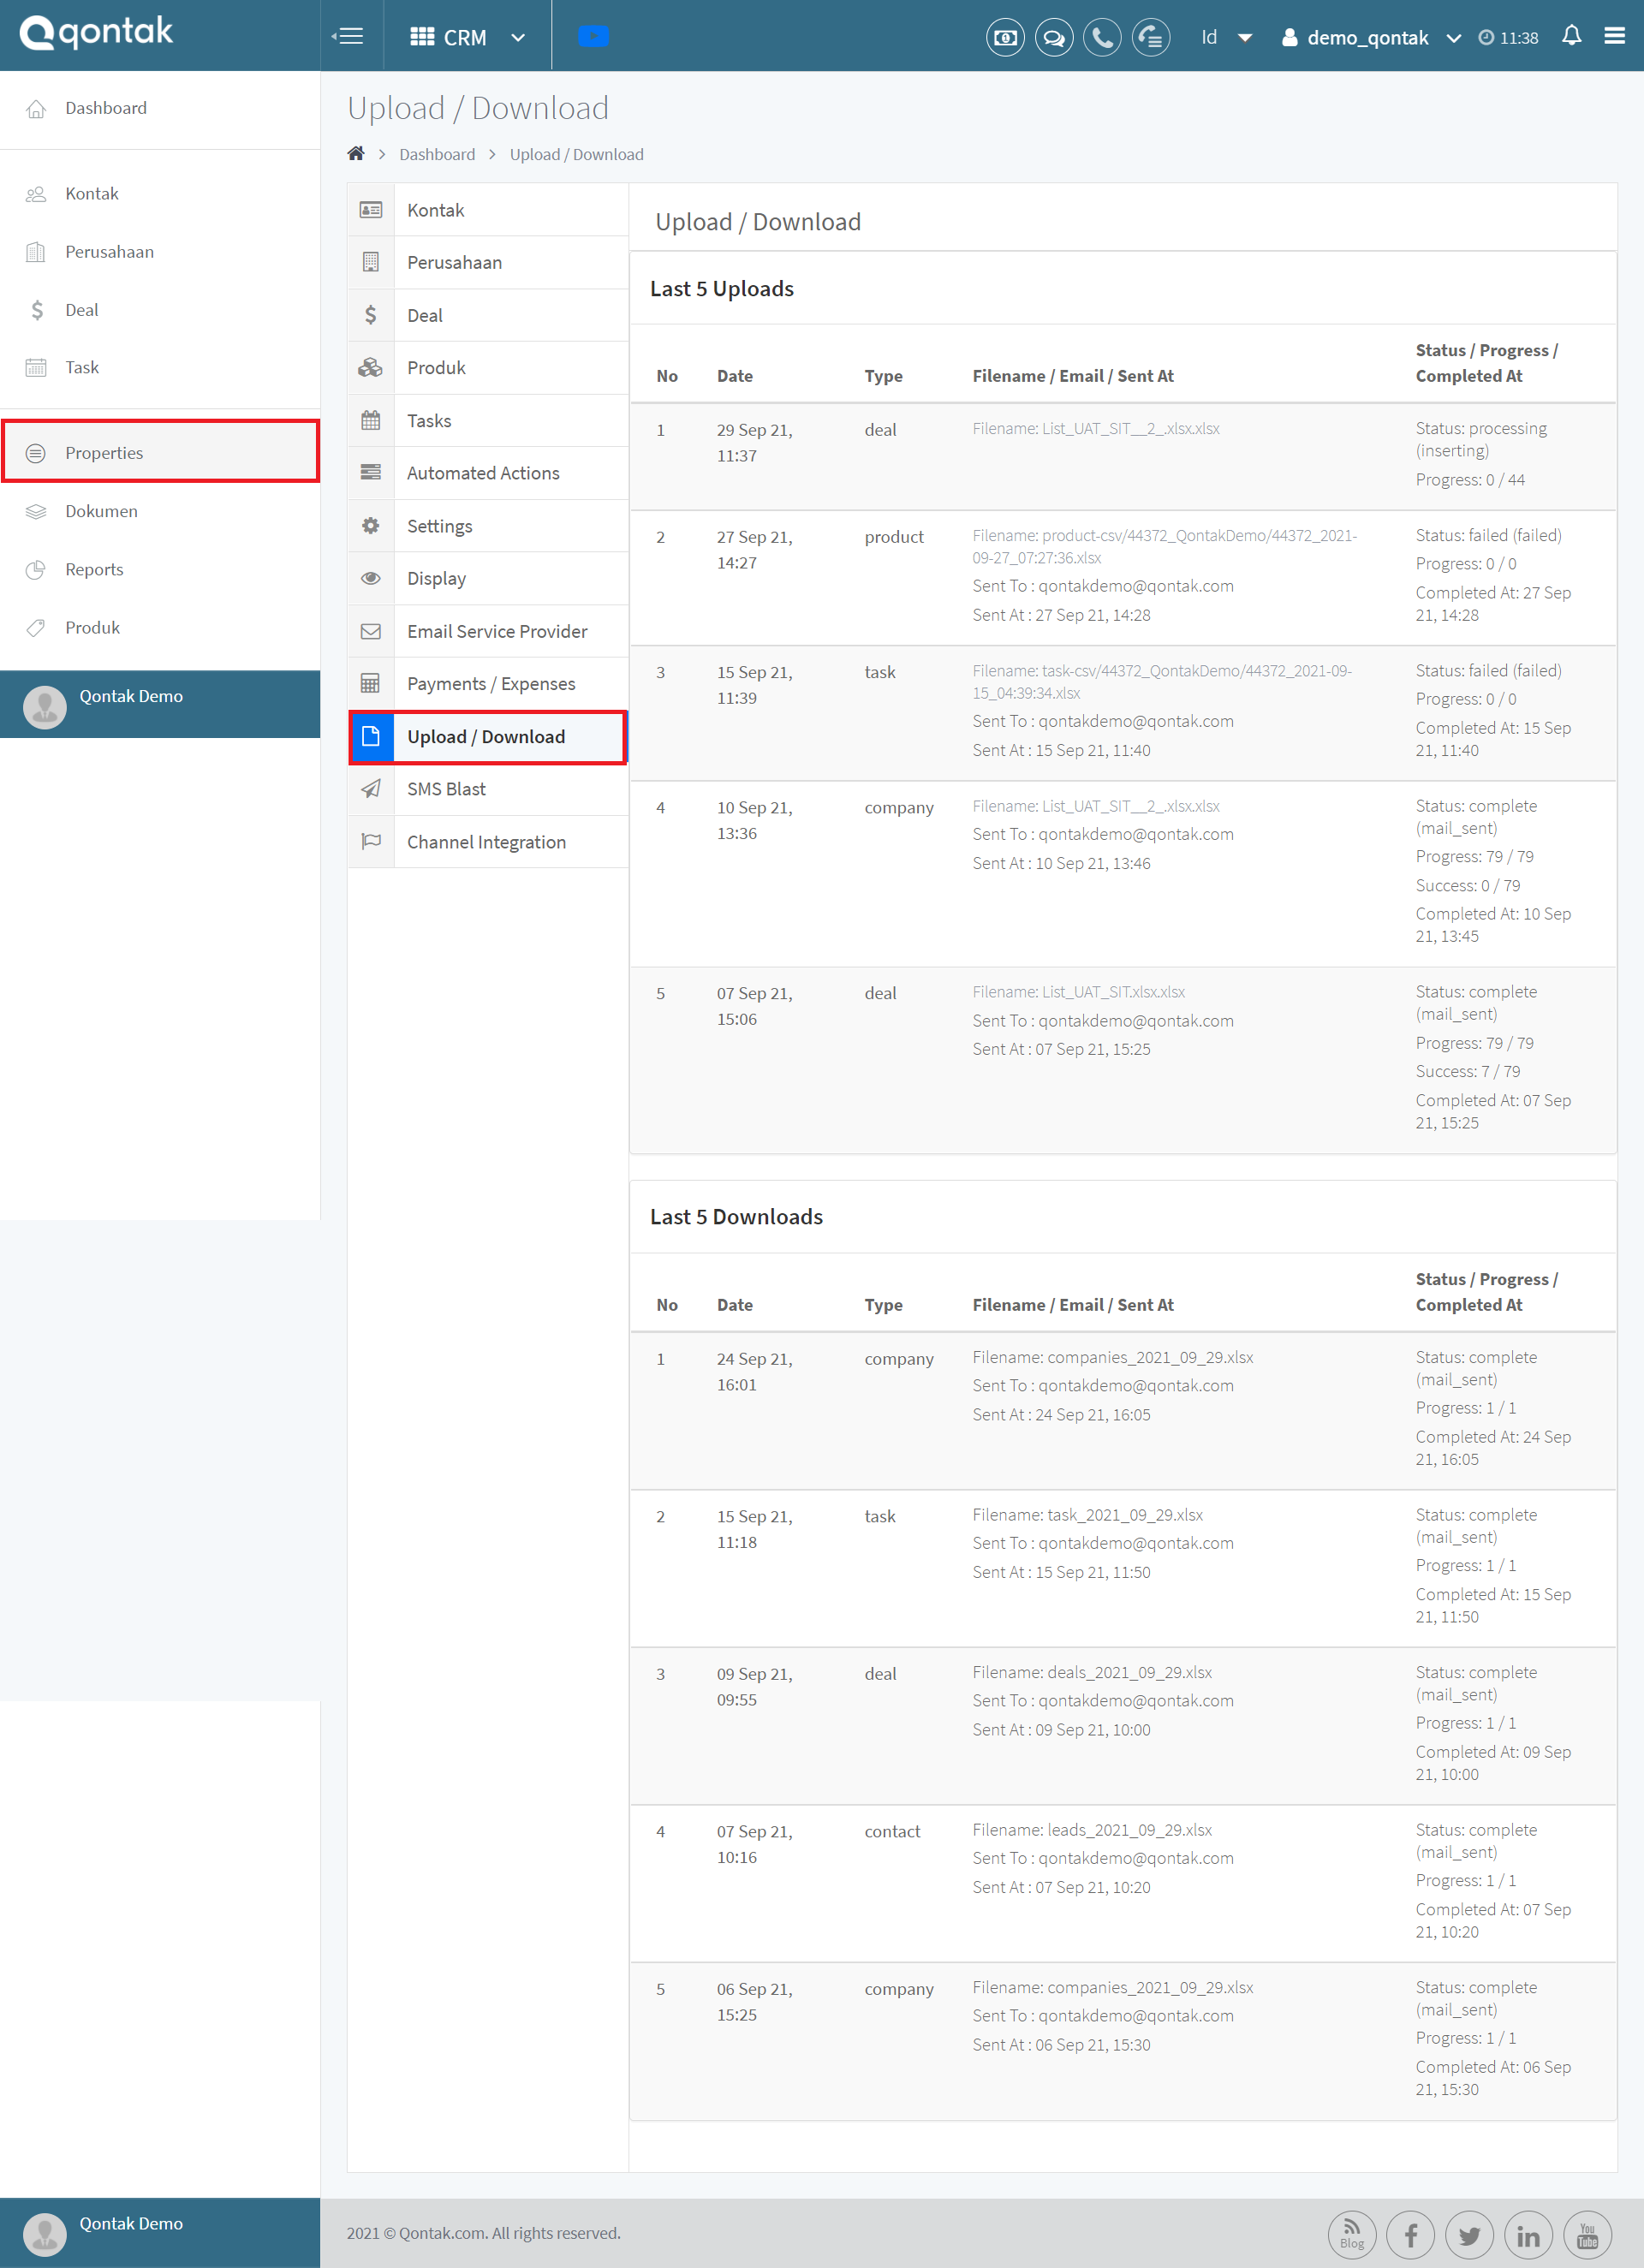 qontak
CRM
Id
demo_qontak
11:38
Dashboard
Kontak
Perusahaan
Deal
Task
Properties
Dokumen
Reports
Produk
Qontak Demo
Upload / Download
Dashboard
Upload / Download
Kontak
Perusahaan
Deal
Produk
Tasks
Automated Actions
Settings
Display
Email Service Provider
Payments / Expenses
Upload / Download
SMS Blast
Channel Integration
Upload / Download
Last 5 Uploads
No Date Type Filename / Email / Sent At Status / Progress /
Completed At
1 29 Sep 21,
11:37
deal
Filename: List_UAT_SIT__2_.xlsx.xlsx
Status: processing
(inserting)
Progress: 0 / 44
2 27 Sep 21,
14:27
product
Filename: product-csv/44372_QontakDemo/44372_2021-
09-27_07:27:36.xlsx
Sent To : qontakdemo@qontak.com
Sent At : 27 Sep 21, 14:28
Status: failed (failed)
Progress: 0 / 0
Completed At: 27 Sep
21, 14:28
3 15 Sep 21,
11:39
task
Filename: task-csv/44372_QontakDemo/44372_2021-09-
15_04:39:34.xlsx
Sent To : qontakdemo@qontak.com
Sent At : 15 Sep 21, 11:40
Status: failed (failed)
Progress: 0 / 0
Completed At: 15 Sep
21, 11:40
4 10 Sep 21,
13:36
company
Filename: List_UAT_SIT__2_.xlsx.xlsx
Sent To : qontakdemo@qontak.com
Sent At : 10 Sep 21, 13:46
Status: complete
(mail_sent)
Progress: 79 / 79
Success: 0 / 79
Completed At: 10 Sep
21, 13:45
5 07 Sep 21,
15:06
deal
Filename: List_UAT_SIT.xlsx.xlsx
Sent To : qontakdemo@qontak.com
Sent At : 07 Sep 21, 15:25
Status: complete
(mail_sent)
Progress: 79 / 79
Success: 7 / 79
Completed At: 07 Sep
21, 15:25
Last 5 Downloads
No Date Type Filename / Email / Sent At Status / Progress /
Completed At
1 24 Sep 21,
16:01
company
Filename: companies_2021_09_29.xlsx
Sent To : qontakdemo@qontak.com
Sent At : 24 Sep 21, 16:05
Status: complete
(mail_sent)
Progress: 1 / 1
Completed At: 24 Sep
21, 16:05
2 15 Sep 21,
11:18
task
Filename: task_2021_09_29.xlsx
Sent To : qontakdemo@qontak.com
Sent At : 15 Sep 21, 11:50
Status: complete
(mail_sent)
Progress: 1 / 1
Completed At: 15 Sep
21, 11:50
3 09 Sep 21,
09:55
deal
Filename: deals_2021_09_29.xlsx
Sent To : qontakdemo@qontak.com
Sent At : 09 Sep 21, 10:00
Status: complete
(mail_sent)
Progress: 1 / 1
Completed At: 09 Sep
21, 10:00
4 07 Sep 21,
10:16
contact
Filename: leads_2021_09_29.xlsx
Sent To : qontakdemo@qontak.com
Sent At : 07 Sep 21, 10:20
Status: complete
(mail_sent)
Progress: 1 / 1
Completed At: 07 Sep
21, 10:20
5 06 Sep 21,
15:25
company
Filename: companies_2021_09_29.xlsx
Sent To : qontakdemo@qontak.com
Sent At : 06 Sep 21, 15:30
Status: complete
(mail_sent)
Progress: 1 / 1
Completed At: 06 Sep
21, 15:30
Qontak Demo
2021 © Qontak.com. All rights reserved.
Blog
You
Tube